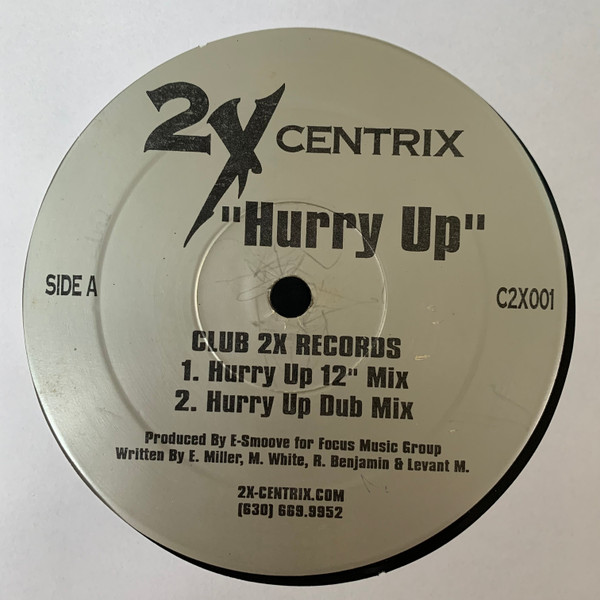 2X CENTRIX
"Hurry Up"
SIDE A
C2X001
CLUB 2X RECORDS
1. Hurry Up 12" Mix
2. Hurry Up Dub Mix
Produced By E-Smoove for Focus Music Group
Written By E. Miller, M. White, R. Benjamin & Levant M.
2X-CENTRIX.COM
(630) 669.9952